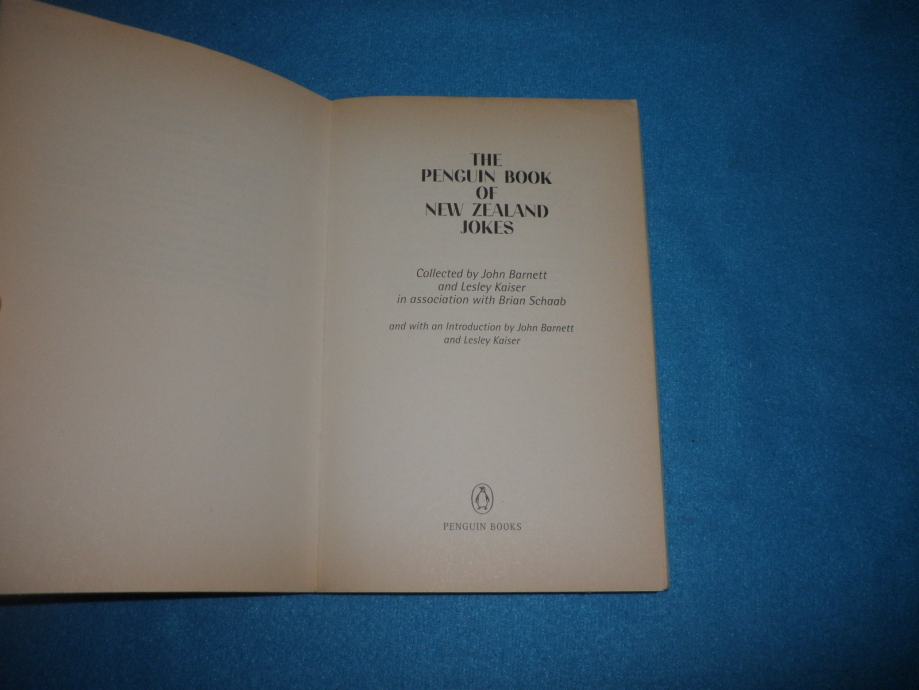 THE
PENGUIN BOOK
OF
NEW ZEALAND
JOKES
Collected by John Barnett
and Lesley Kaiser
in association with Brian Schaab
and with an Introduction by John Barnett
and Lesley Kaiser
PENGUIN BOOKS